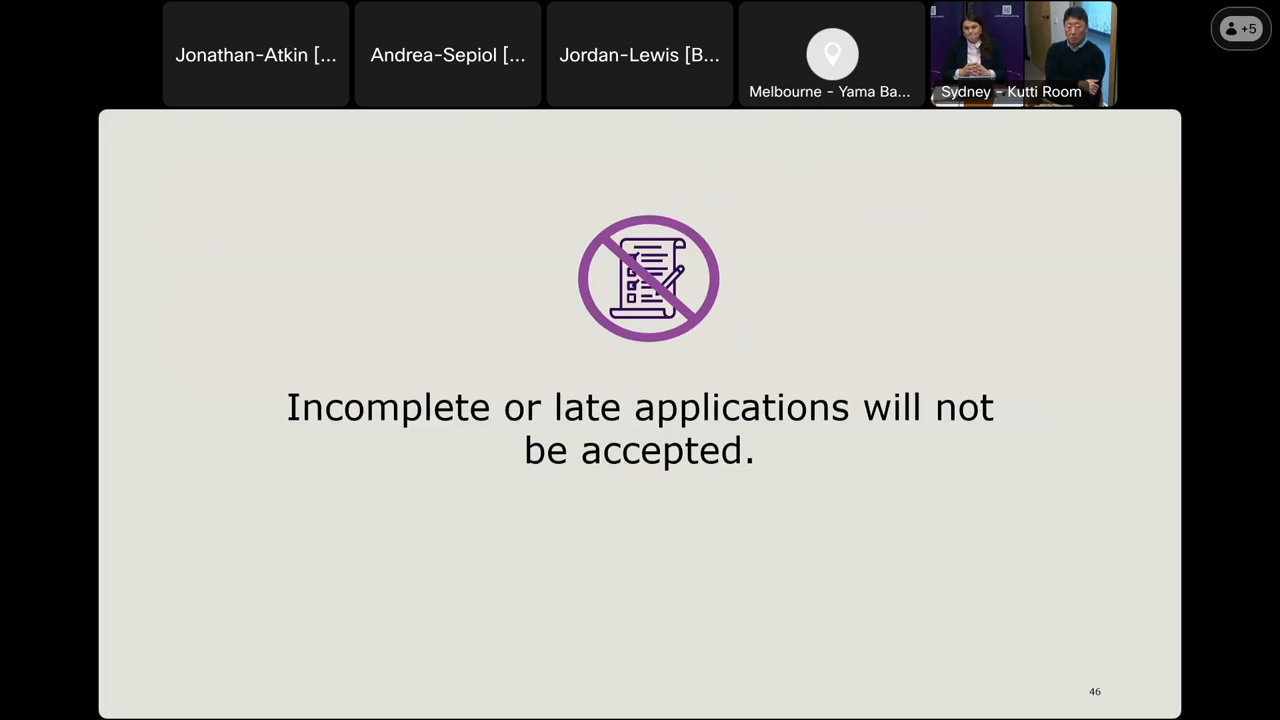 Jonathan-Atkin [...
Andrea-Sepiol [...
Jordan-Lewis [B...
Melbourne - Yama Ba...
Sydney - Kutti Room
+5
Incomplete or late applications will not
be accepted.
46